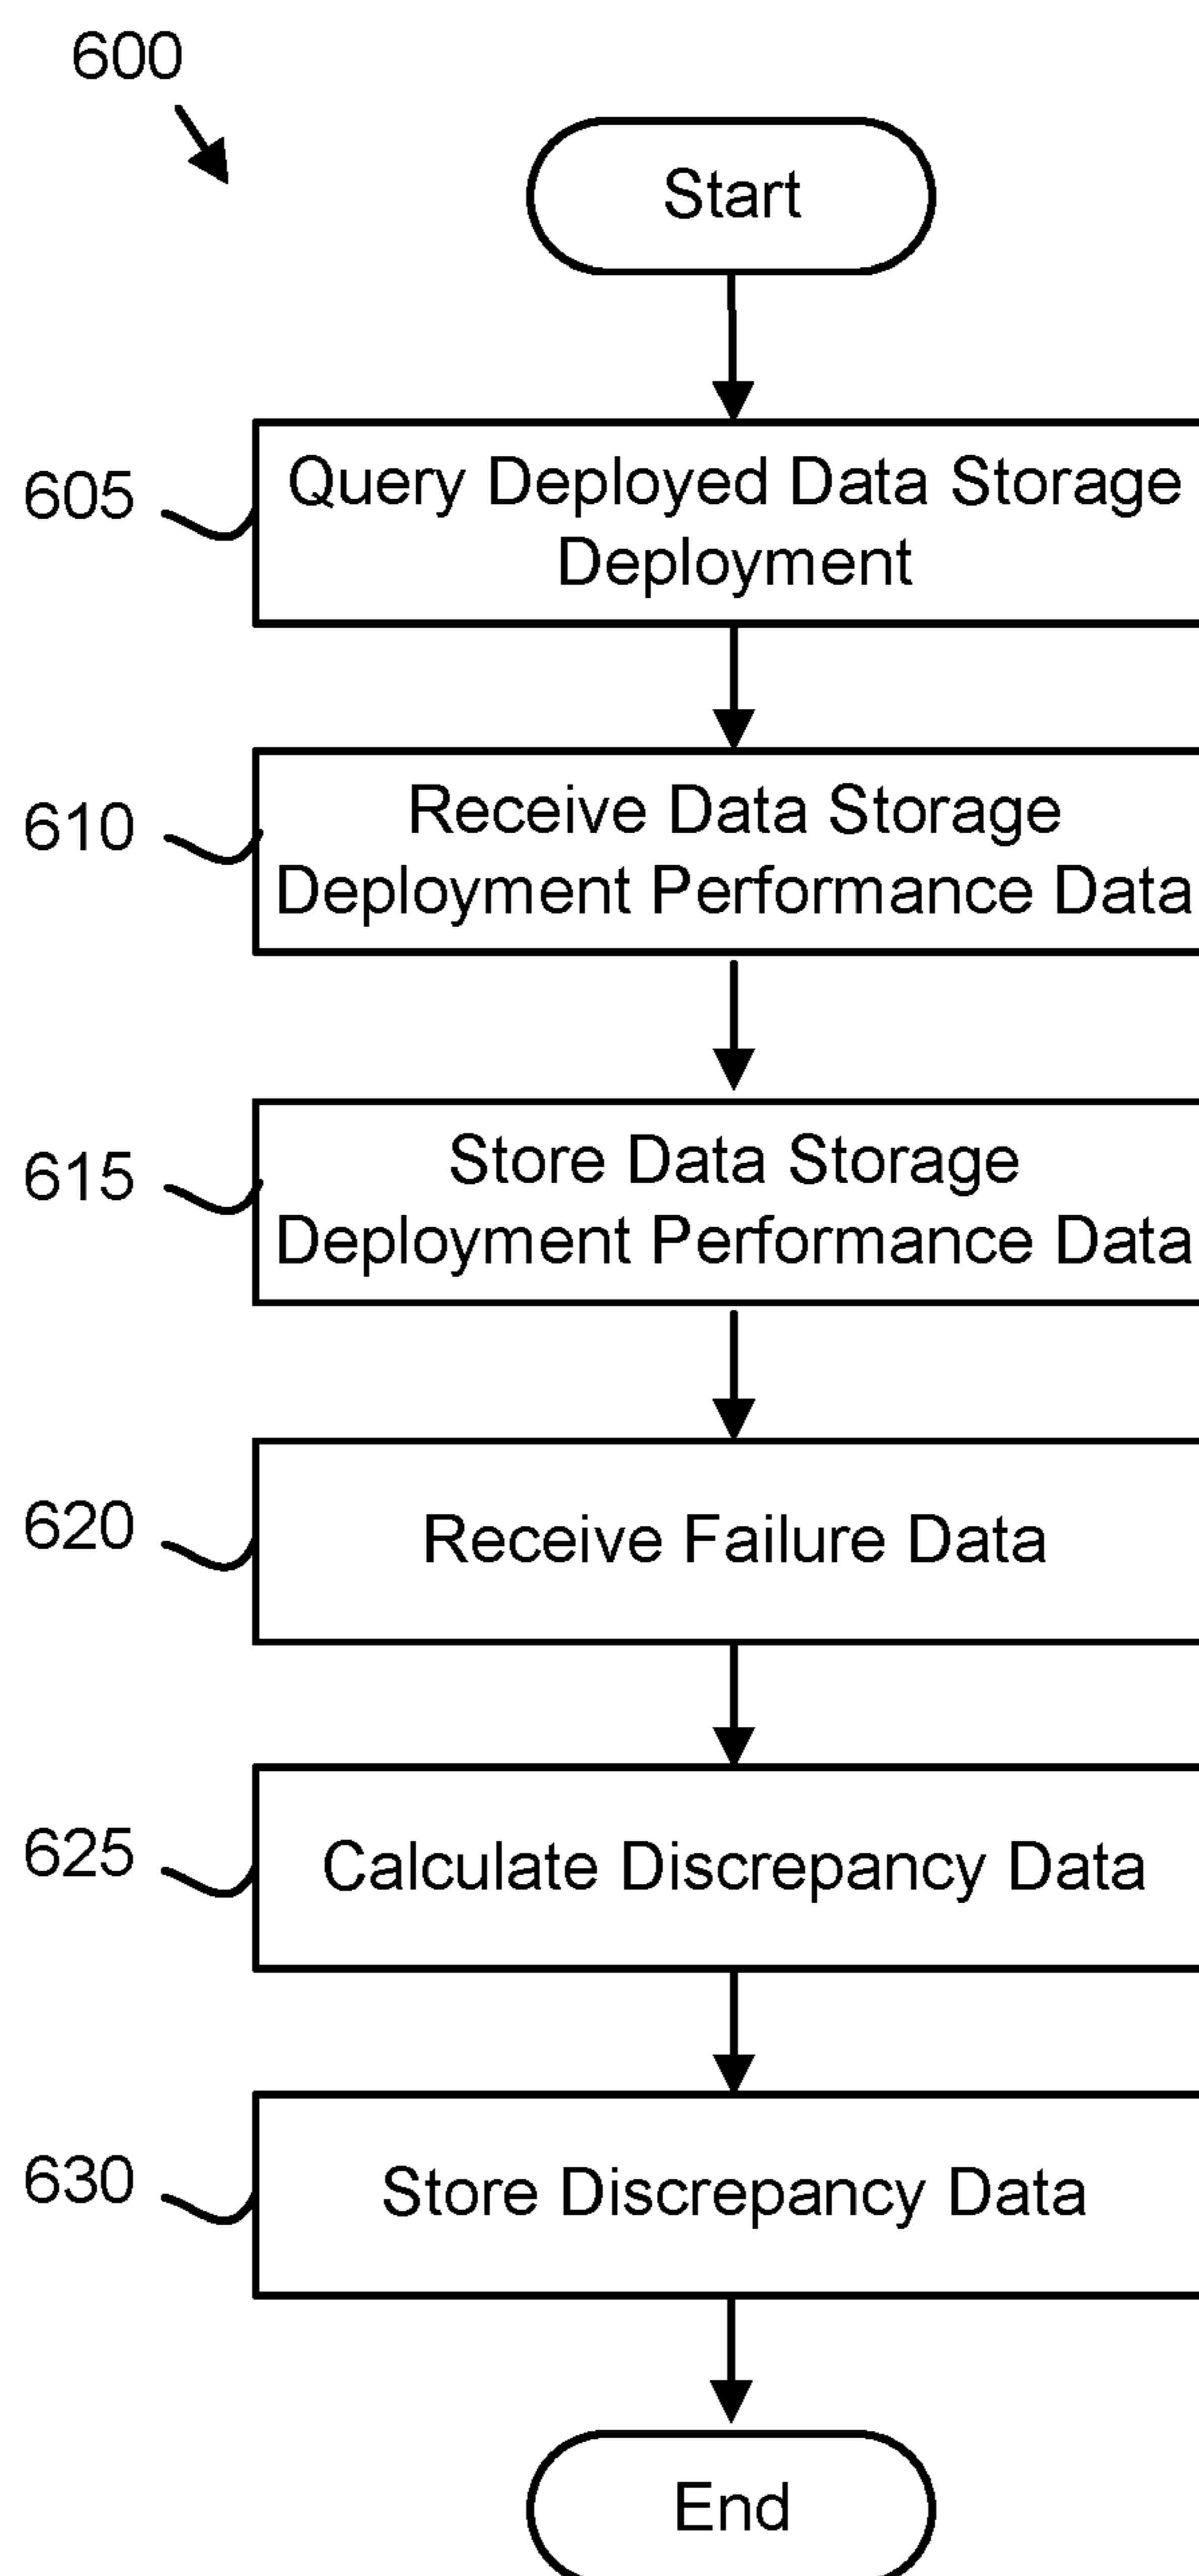 600
Start
605
Query Deployed Data Storage
Deployment
610
Receive Data Storage
Deployment Performance Data
615
Store Data Storage
Deployment Performance Data
620
Receive Failure Data
625
Calculate Discrepancy Data
630
Store Discrepancy Data
End